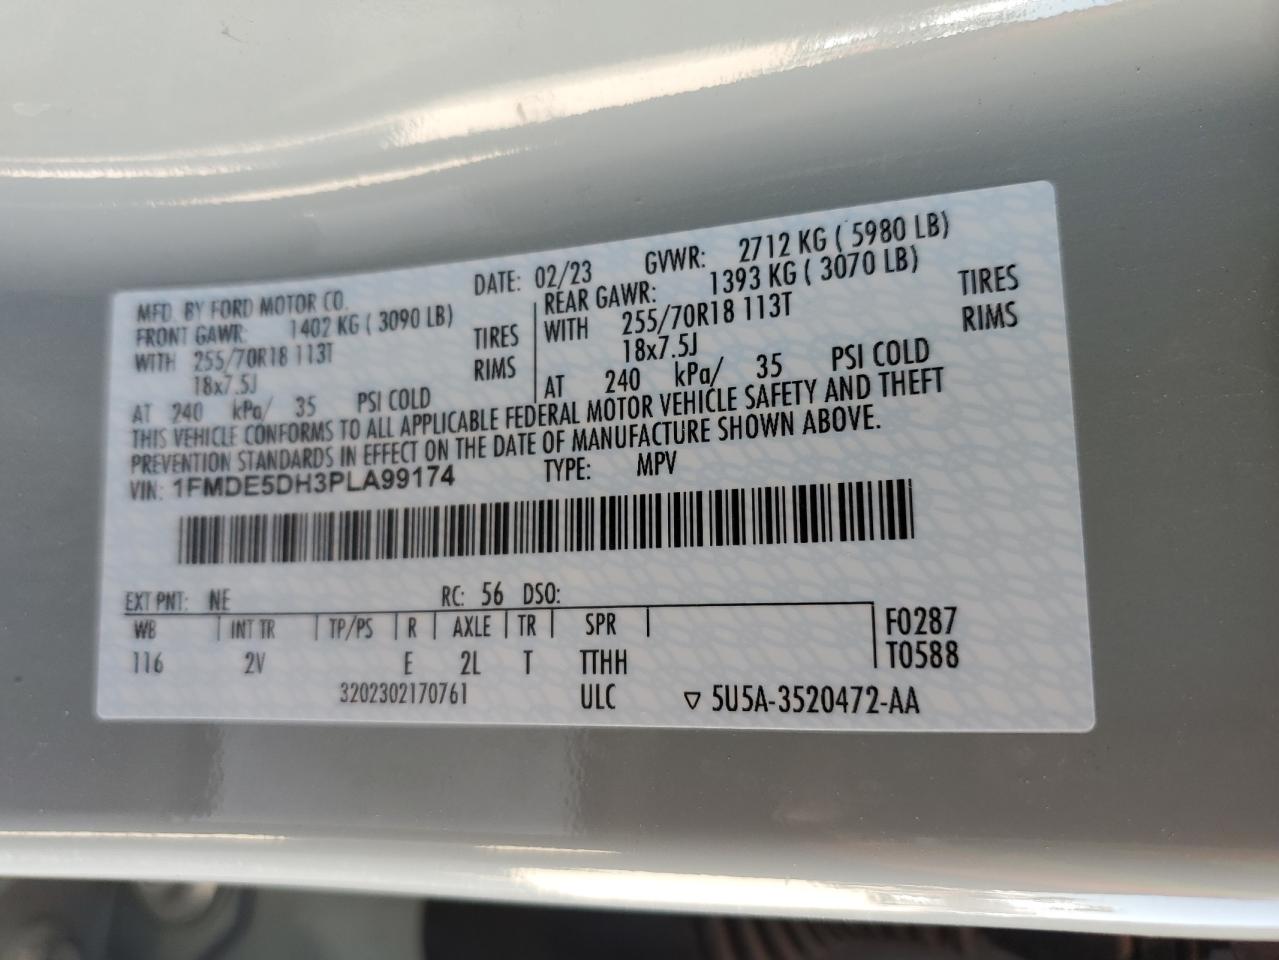 MFD. BY FORD MOTOR CO. DATE: 02/23 GVWR: 2712 KG ( 5980 LB)
FRONT GAWR: 1402 KG ( 3090 LB) REAR GAWR: 1393 KG ( 3070 LB)
WITH 255/70R18 113T TIRES WITH 255/70R18 113T TIRES
18x7.5J RIMS 18x7.5J RIMS
AT 240 kPa/ 35 PSI COLD AT 240 kPa/ 35 PSI COLD
THIS VEHICLE CONFORMS TO ALL APPLICABLE FEDERAL MOTOR VEHICLE SAFETY AND THEFT
PREVENTION STANDARDS IN EFFECT ON THE DATE OF MANUFACTURE SHOWN ABOVE.
VIN: 1FMDE5DH3PLA99174 TYPE: MPV
EXT PNT: NE RC: 56 DSO:
WB INT TR TP/PS R AXLE TR SPR F0287
116 2V E 2L T TTHH T0588
3202302170761 ULC ▽ 5U5A-3520472-AA